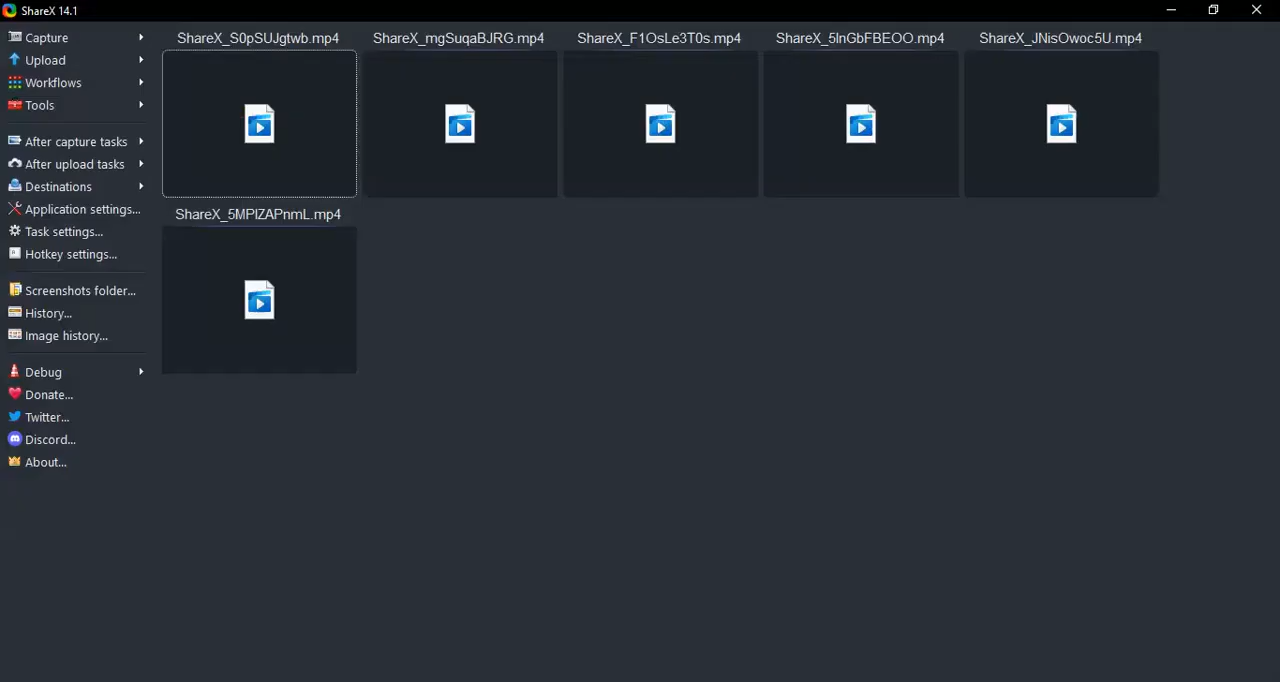 ShareX 14.1
Capture
Upload
Workflows
Tools
After capture tasks
After upload tasks
Destinations
Application settings...
Task settings...
Hotkey settings...
Screenshots folder...
History...
Image history...
Debug
Donate...
Twitter...
Discord...
About...
ShareX_S0pSUJgtwb.mp4
ShareX_mgSuqaBJRG.mp4
ShareX_F1OsLe3T0s.mp4
ShareX_5InGbFBEOO.mp4
ShareX_JNisOwoc5U.mp4
ShareX_5MPIZAPnmL.mp4